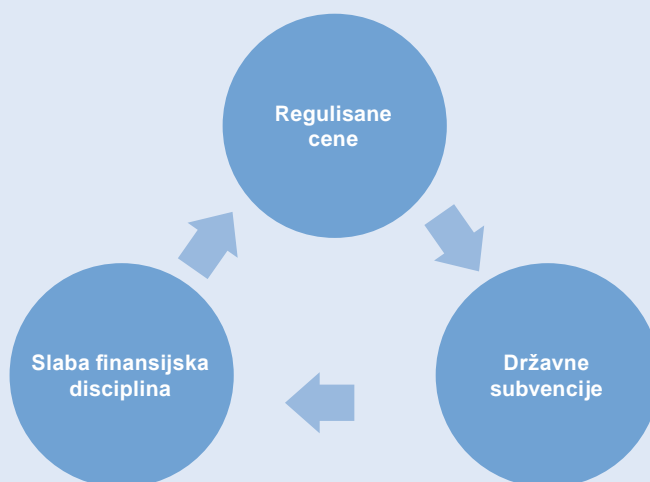 Regulisane
cene
Slaba finansijska
disciplina
Državne
subvencije